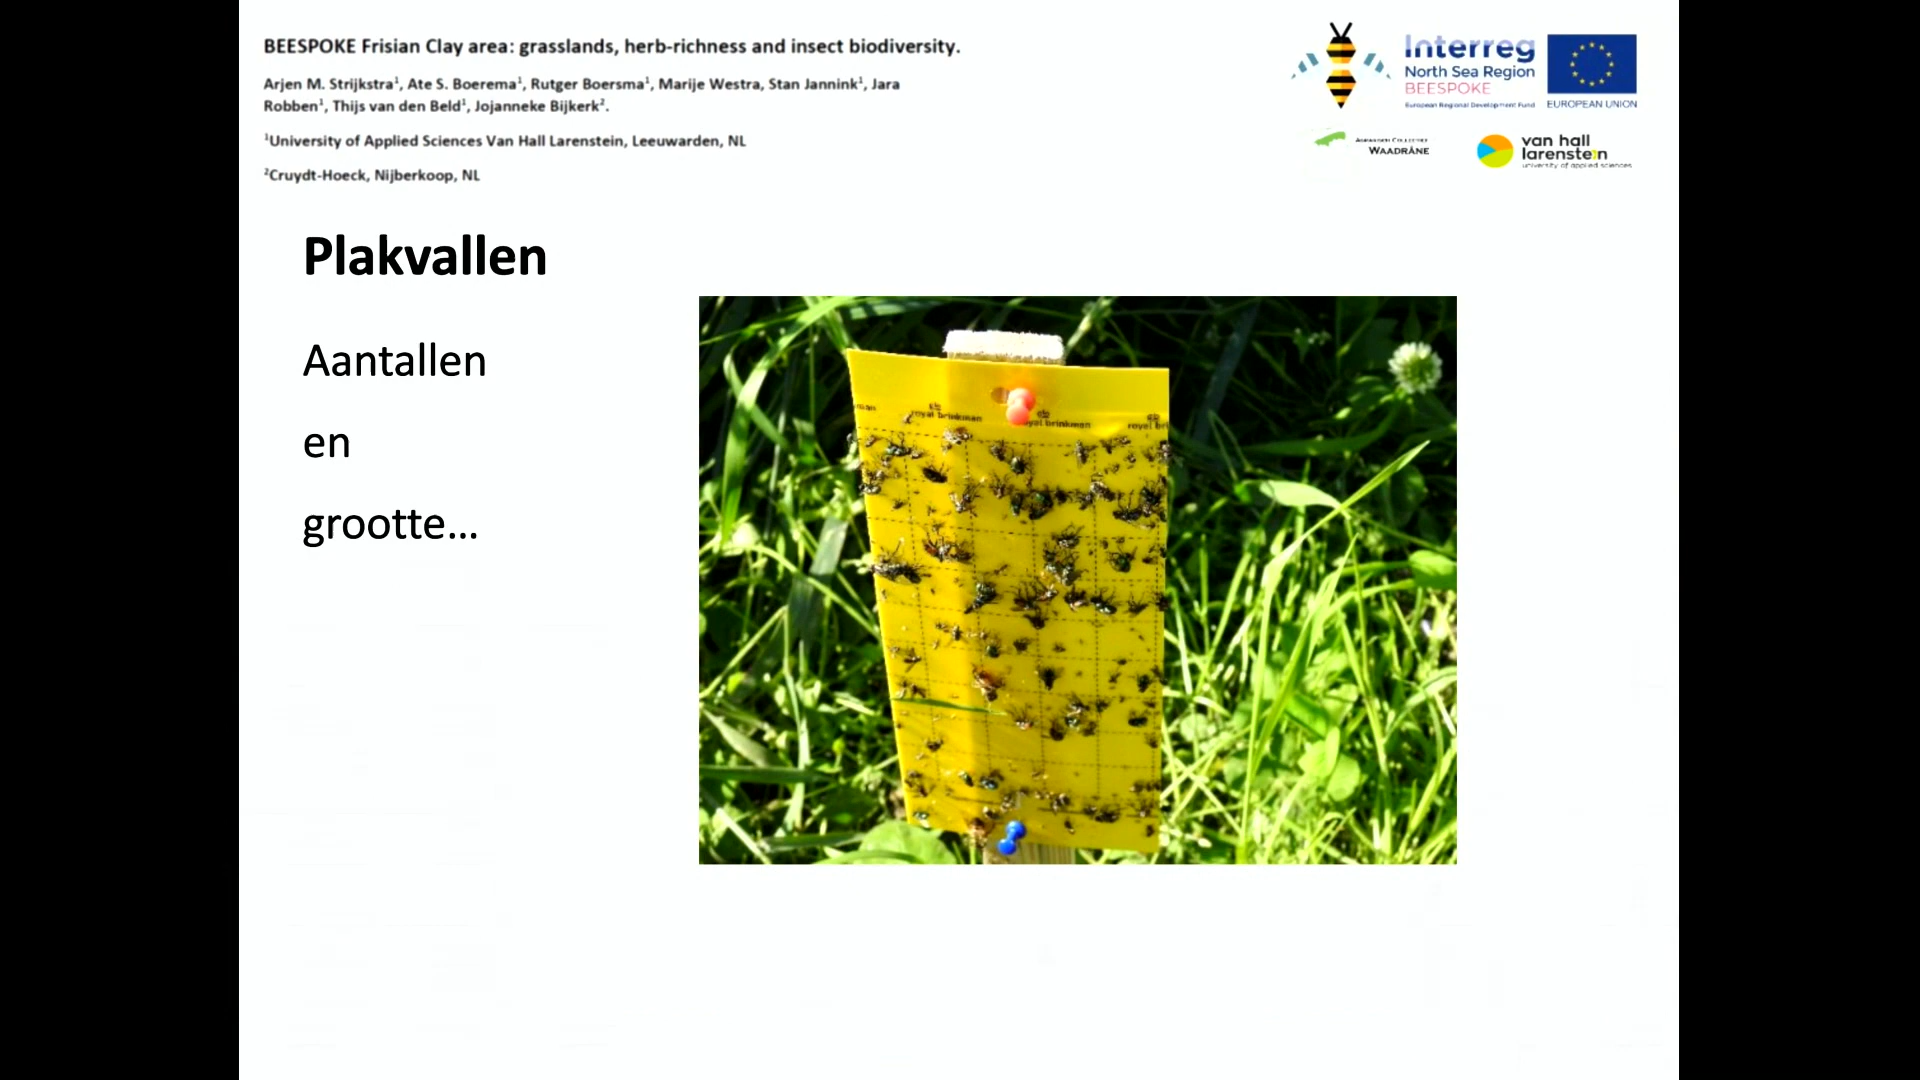 BEESPOKE Frisian Clay area: grasslands, herb-richness and insect biodiversity.
Arjen M. Strijkstra¹, Ate S. Boerema¹, Rutger Boersma¹, Marije Westra, Stan Jannink¹, Jara
Robben¹, Thijs van den Beld¹, Jojanneke Bijkerk².
¹University of Applied Sciences Van Hall Larenstein, Leeuwarden, NL
²Cruydt-Hoeck, Nijberkoop, NL
Interreg
North Sea Region
BEESPOKE
European Regional Development Fund
EUROPEAN UNION
WAADRÂNE
van hall
larenstein
university of applied sciences
Plakvallen
Aantallen
en
grootte...
royal brinkman
royal brinkman
royal bri